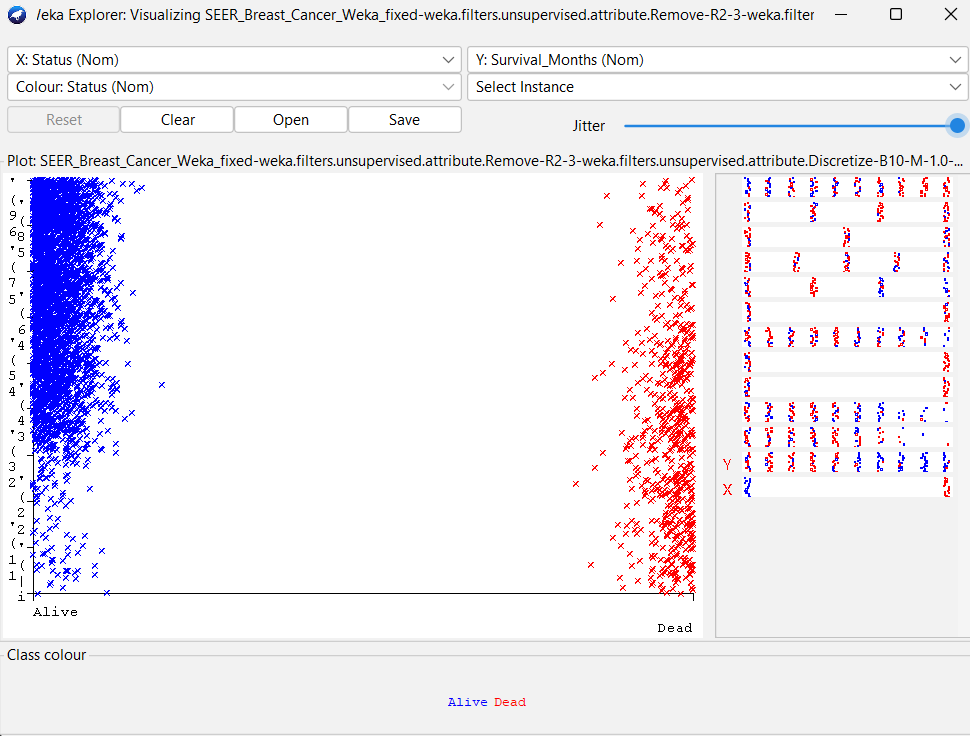 /eka Explorer: Visualizing SEER_Breast_Cancer_Weka_fixed-weka.filters.unsupervised.attribute.Remove-R2-3-weka.filter
X: Status (Nom)
Y: Survival_Months (Nom)
Colour: Status (Nom)
Select Instance
Reset
Clear
Open
Save
Jitter
Plot: SEER_Breast_Cancer_Weka_fixed-weka.filters.unsupervised.attribute.Remove-R2-3-weka.filters.unsupervised.attribute.Discretize-B10-M-1.0-...
Y
X
Alive
Dead
Class colour
Alive Dead